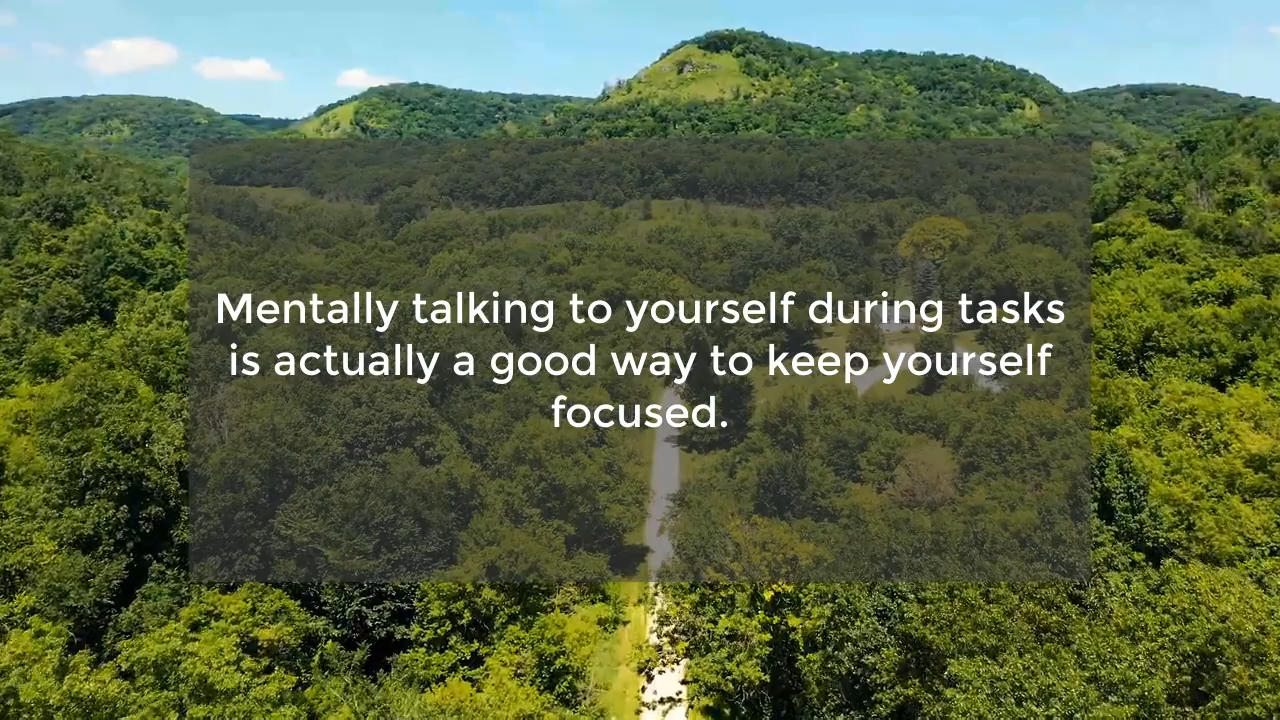 Mentally talking to yourself during tasks
is actually a good way to keep yourself
focused.